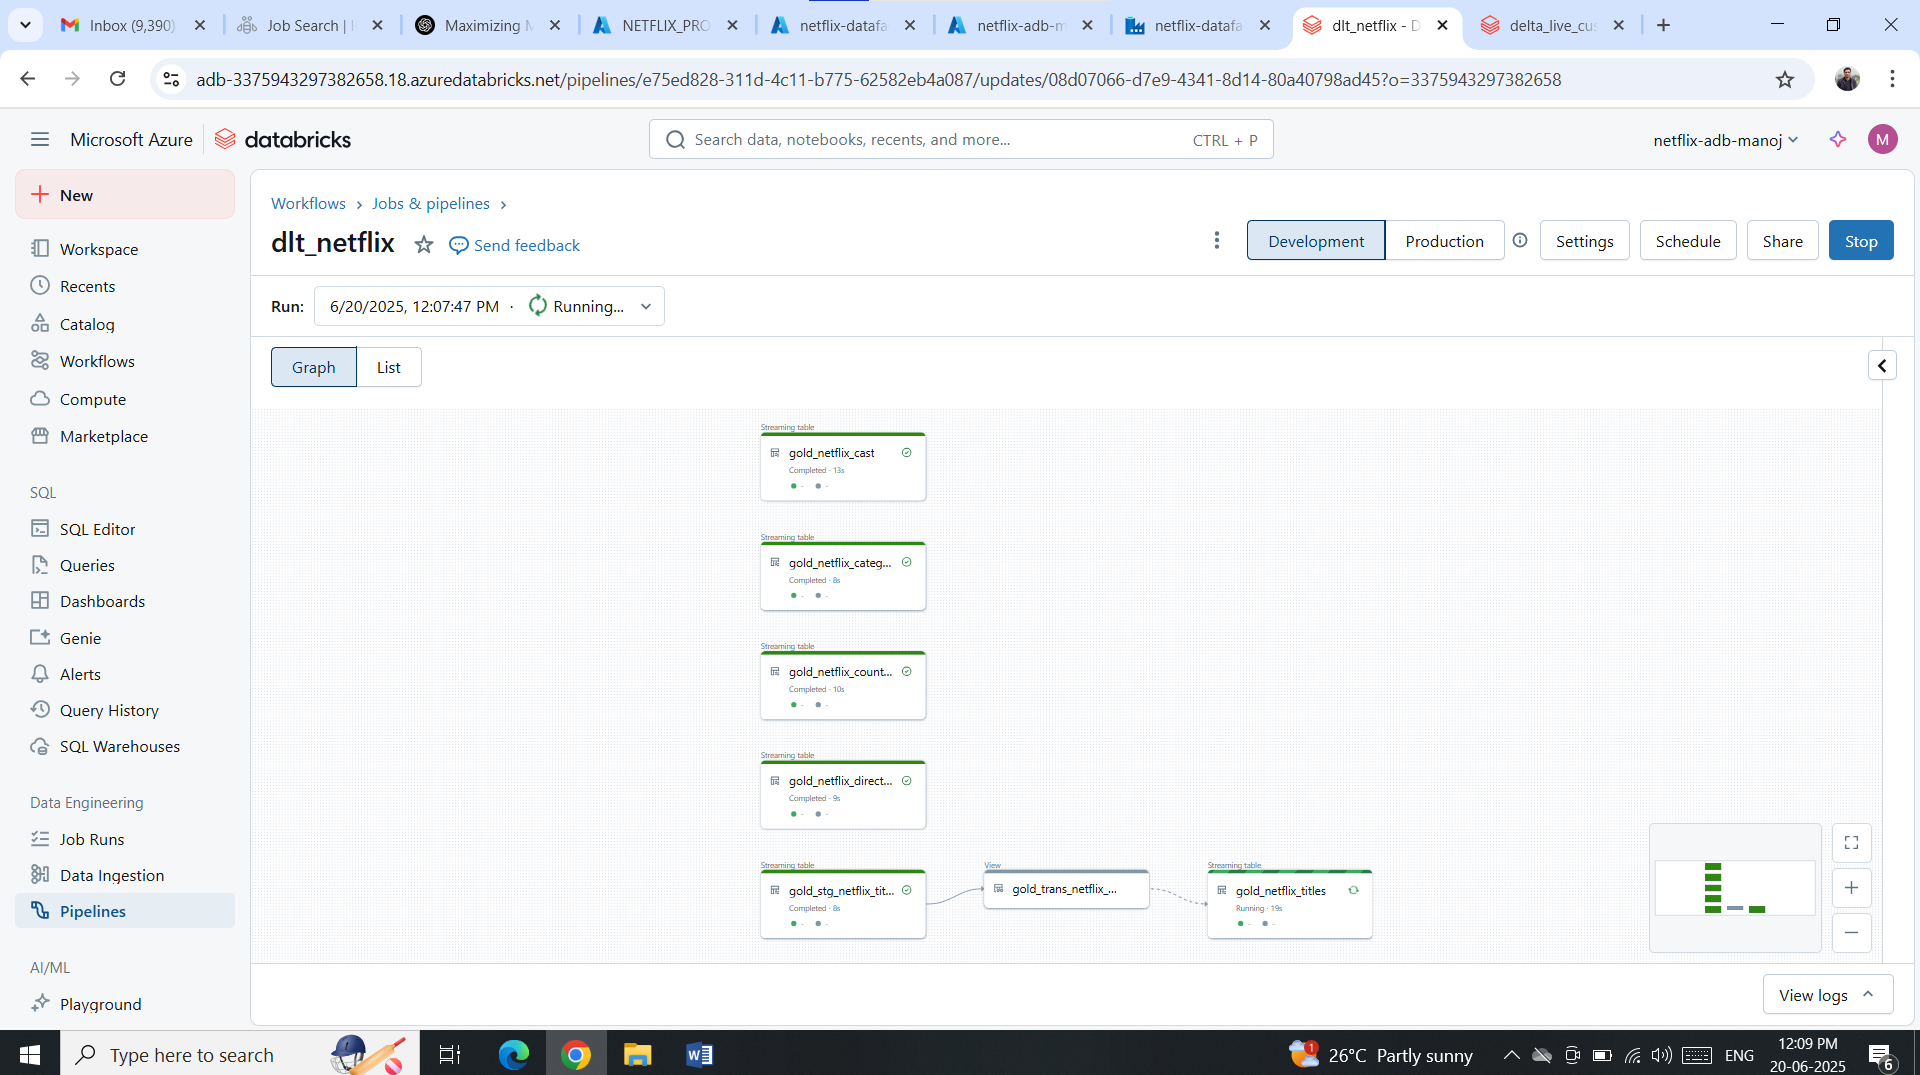 Inbox (9,390)
Job Search | I
Maximizing M
NETFLIX_PRO
netflix-datafa
netflix-adb-m
netflix-datafa
dlt_netflix - D
delta_live_cus
adb-3375943297382658.18.azuredatabricks.net/pipelines/e75ed828-311d-4c11-b775-62582eb4a087/updates/08d07066-d7e9-4341-8d14-80a40798ad45?o=3375943297382658
Microsoft Azure
databricks
Search data, notebooks, recents, and more...
CTRL + P
netflix-adb-manoj
M
New
Workspace
Recents
Catalog
Workflows
Compute
Marketplace
SQL
SQL Editor
Queries
Dashboards
Genie
Alerts
Query History
SQL Warehouses
Data Engineering
Job Runs
Data Ingestion
Pipelines
AI/ML
Playground
Workflows > Jobs & pipelines >
dlt_netflix
Send feedback
Development
Production
Settings
Schedule
Share
Stop
Run:
6/20/2025, 12:07:47 PM · Running...
Graph
List
Streaming table
gold_netflix_cast
Completed · 13s
Streaming table
gold_netflix_categ...
Completed · 8s
Streaming table
gold_netflix_count...
Completed · 10s
Streaming table
gold_netflix_direct...
Completed · 9s
Streaming table
gold_stg_netflix_tit...
Completed · 8s
View
gold_trans_netflix_...
Streaming table
gold_netflix_titles
Running · 19s
View logs
Type here to search
1
26°C Partly sunny
ENG
12:09 PM
20-06-2025
6